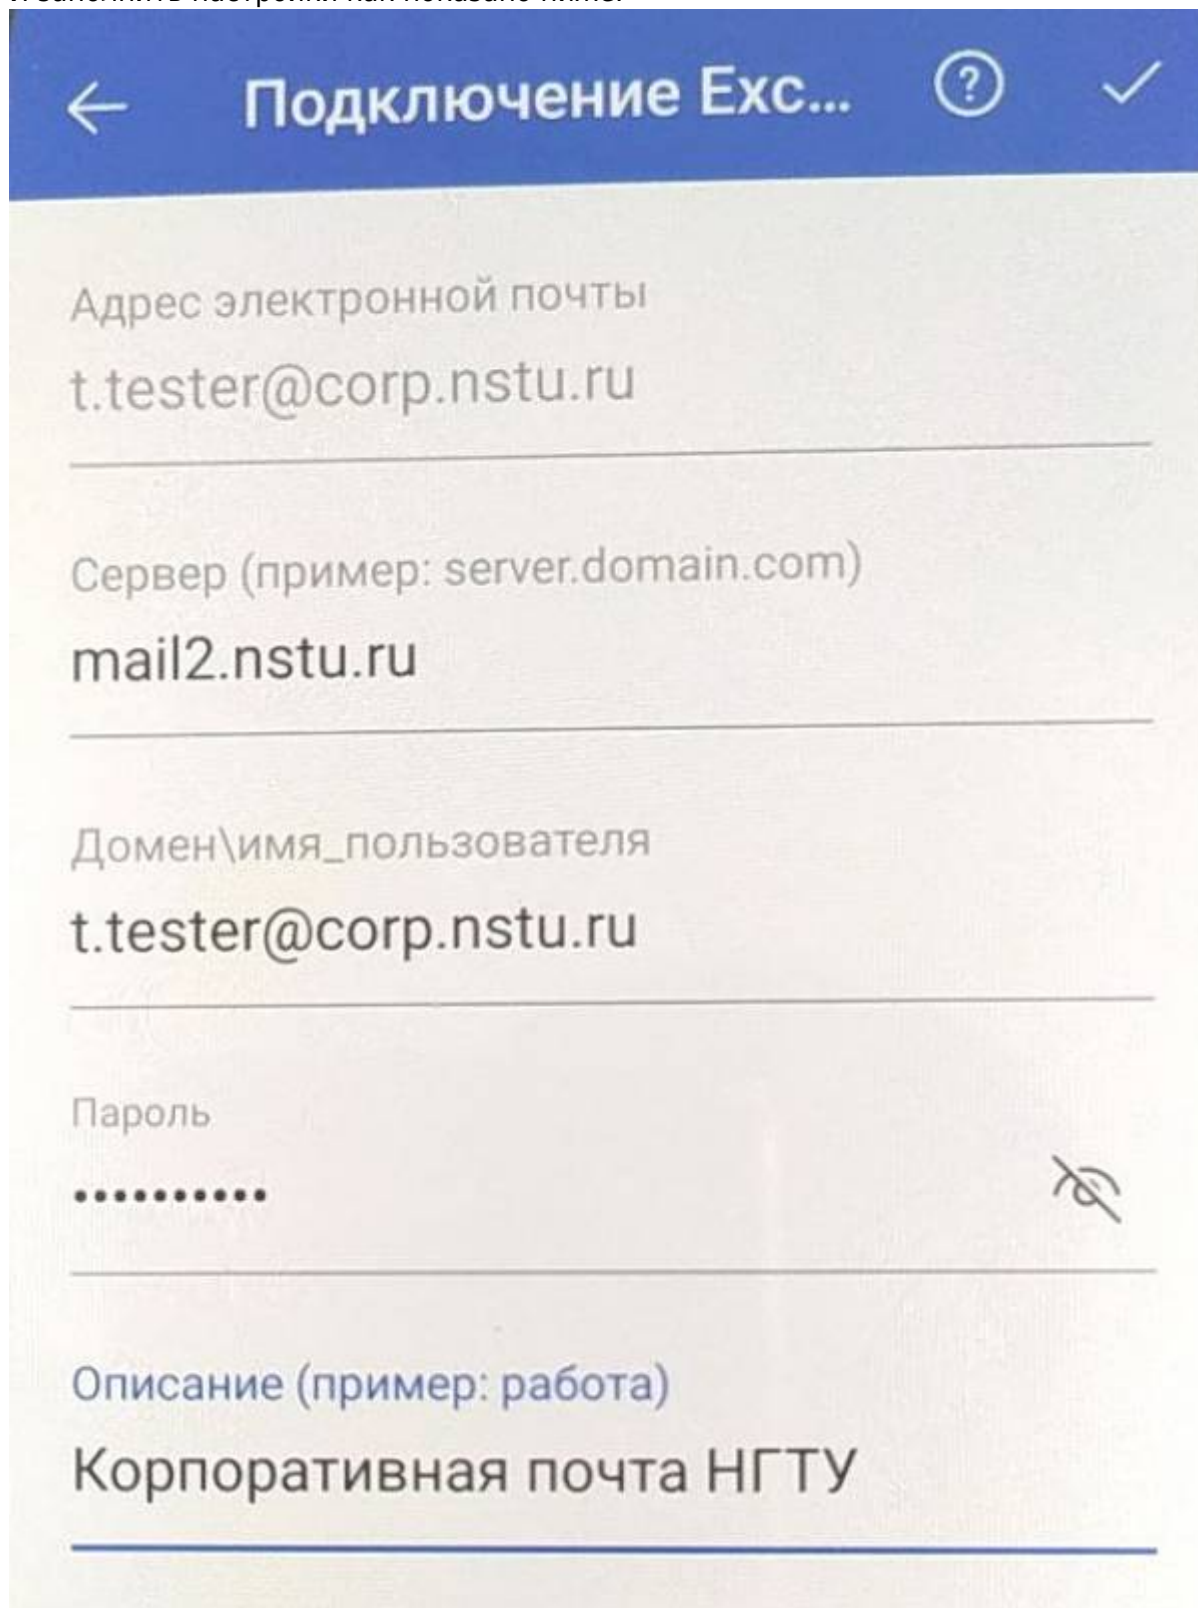 Подключение Exc...
Адрес электронной почты
t.tester@corp.nstu.ru
Сервер (пример: server.domain.com)
mail2.nstu.ru
Домен\имя_пользователя
t.tester@corp.nstu.ru
Пароль
••••••••••
Описание (пример: работа)
Корпоративная почта НГТУ